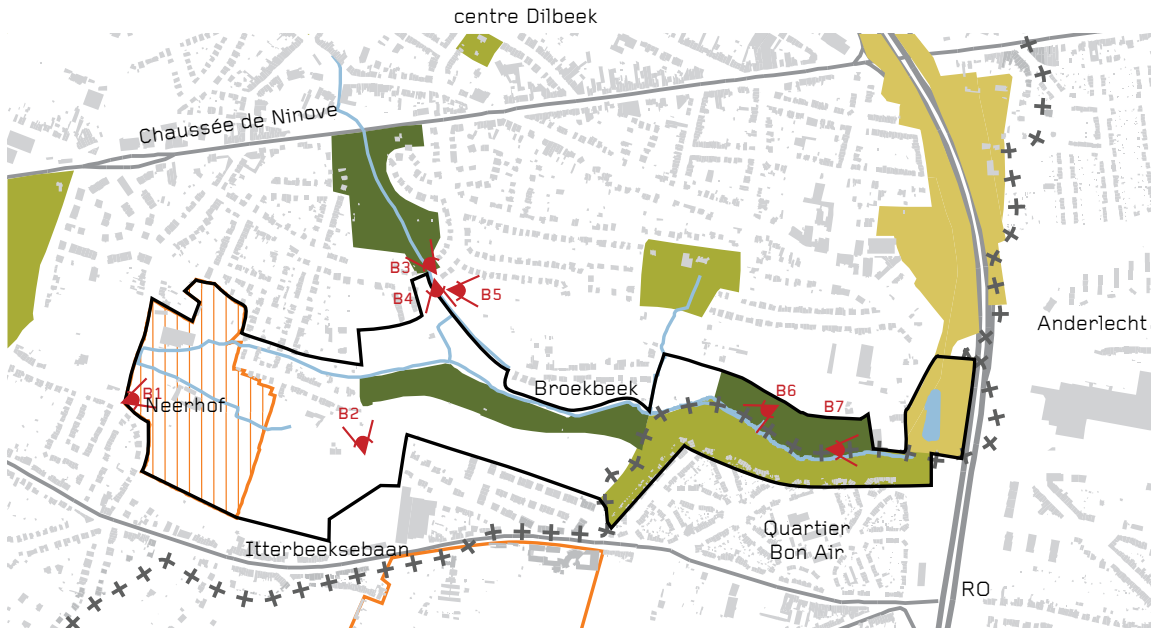 centre Dilbeek
Chaussée de Ninove
B3
B4
B5
Anderlecht
B1
Neerhof
Broekbeek
B6
B7
B2
Quartier
Bon Air
Itterbeeksebaan
RO